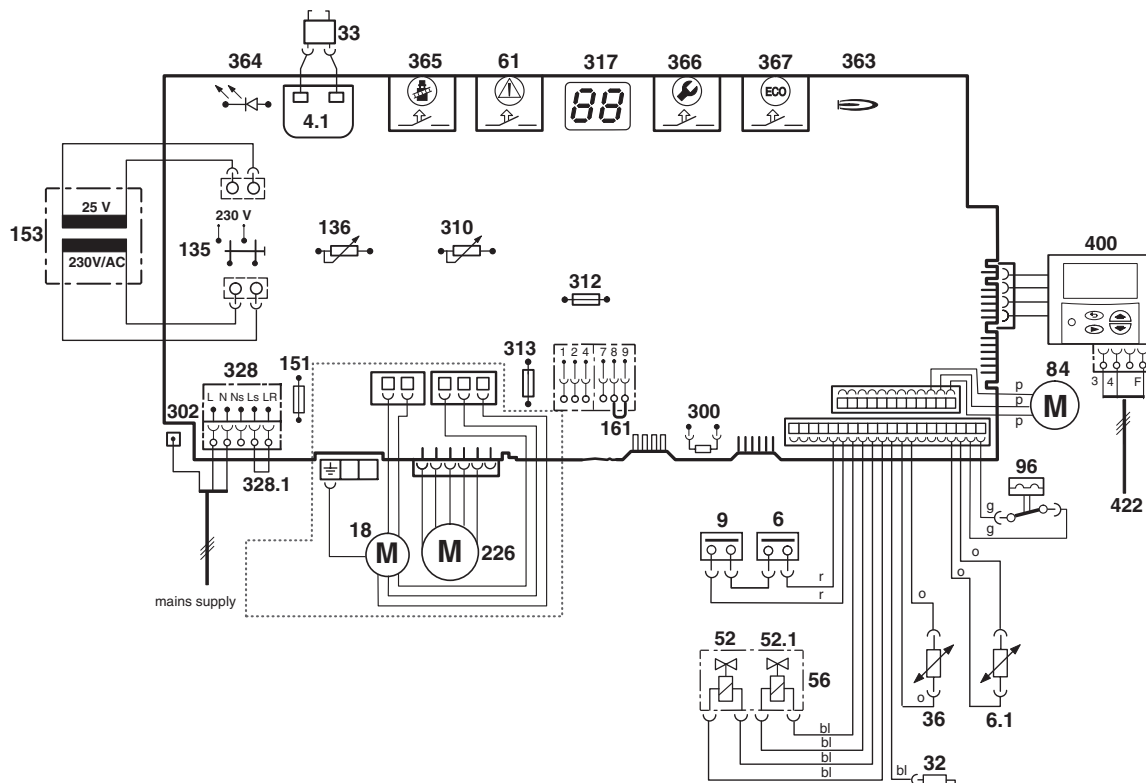 33
364
365
61
317
366
367
363
ECO
88
4.1
25 V
153
230 V
135
230V/AC
136
310
400
312
313
1 2 4 7 8 9
328
151
L N Ns Ls LR
302
161
300
84
3 4 F
p
M
p
p
328.1
96
422
g
g
18
M
M
226
9
6
mains supply
r
r
o
o
o
52
52.1
56
36
6.1
bl
bl
bl
bl
bl
32